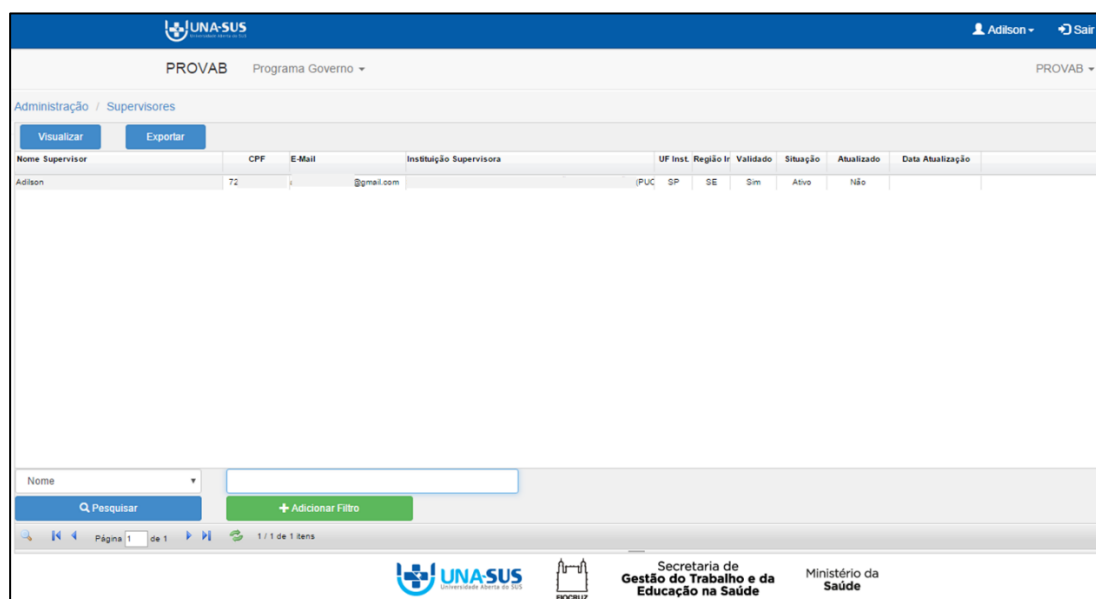 UNA-SUS
Adilson
Sair
PROVAB
Programa Governo
PROVAB
Administração / Supervisores
Visualizar
Exportar
Nome Supervisor CPF E-Mail Instituição Supervisora UF Inst. Região Ir Validado Situação Atualizado Data Atualização
Adilson 72 @gmail.com (PUC SP SE Sim Ativo Não
Nome
Pesquisar
Adicionar Filtro
Página 1 de 1
1 / 1 de 1 itens
UNA-SUS
Universidade Aberta do SUS
FIOCRUZ
Secretaria de
Gestão do Trabalho e da
Educação na Saúde
Ministério da
Saúde